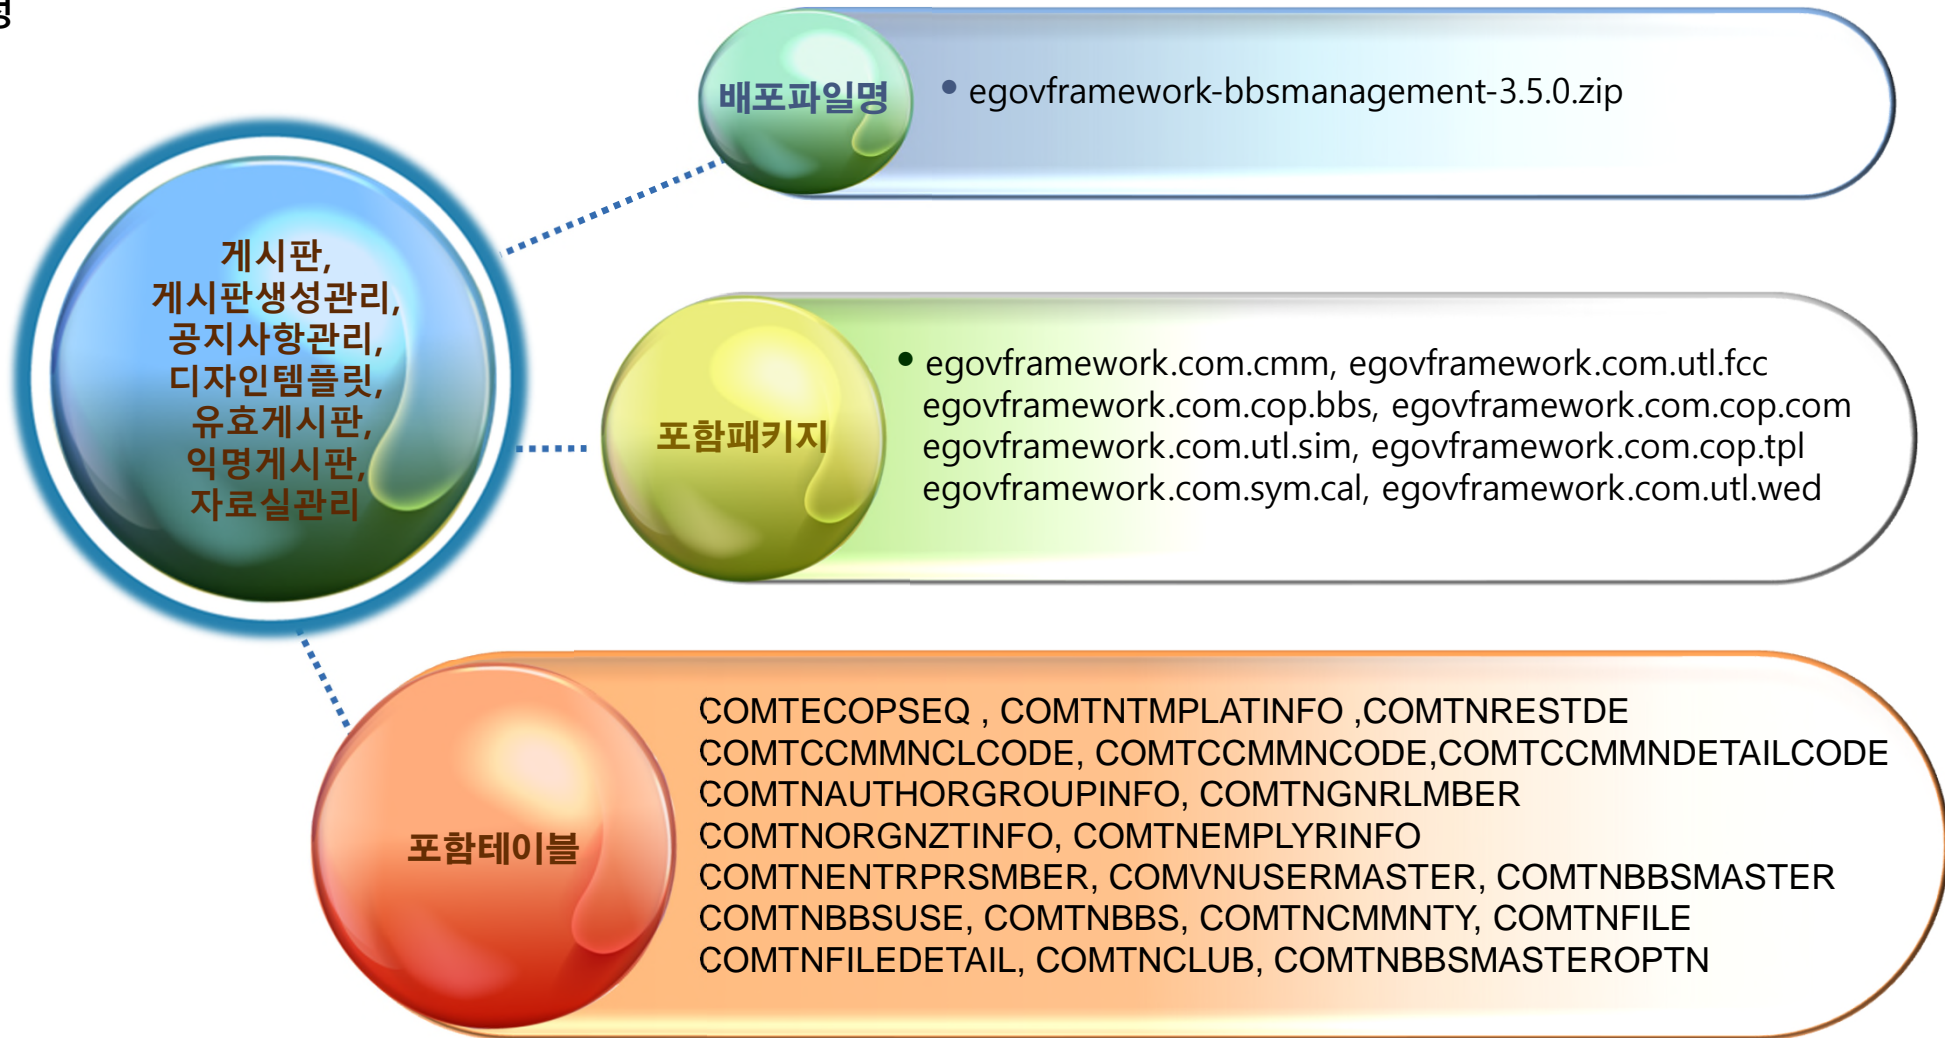 게시판,
게시판생성관리,
공지사항관리,
디자인템플릿,
유효게시판,
익명게시판,
자료실관리
배포파일명
• egovframework-bbsmanagement-3.5.0.zip
포함패키지
• egovframework.com.cmm, egovframework.com.utl.fcc
egovframework.com.cop.bbs, egovframework.com.cop.com
egovframework.com.utl.sim, egovframework.com.cop.tpl
egovframework.com.sym.cal, egovframework.com.utl.wed
포함테이블
COMTECOPSEQ , COMTNTMPLATINFO ,COMTNRESTDE
COMTCCMMNCLCODE, COMTCCMMNCODE,COMTCCMMNDETAILCODE
COMTNAUTHORGROUPINFO, COMTNGNRLMBER
COMTNORGNZTINFO, COMTNEMPLYRINFO
COMTNENTRPRSMBER, COMVNUSERMASTER, COMTNBBSMASTER
COMTNBBSUSE, COMTNBBS, COMTNCMMNTY, COMTNFILE
COMTNFILEDETAIL, COMTNCLUB, COMTNBBSMASTEROPTN